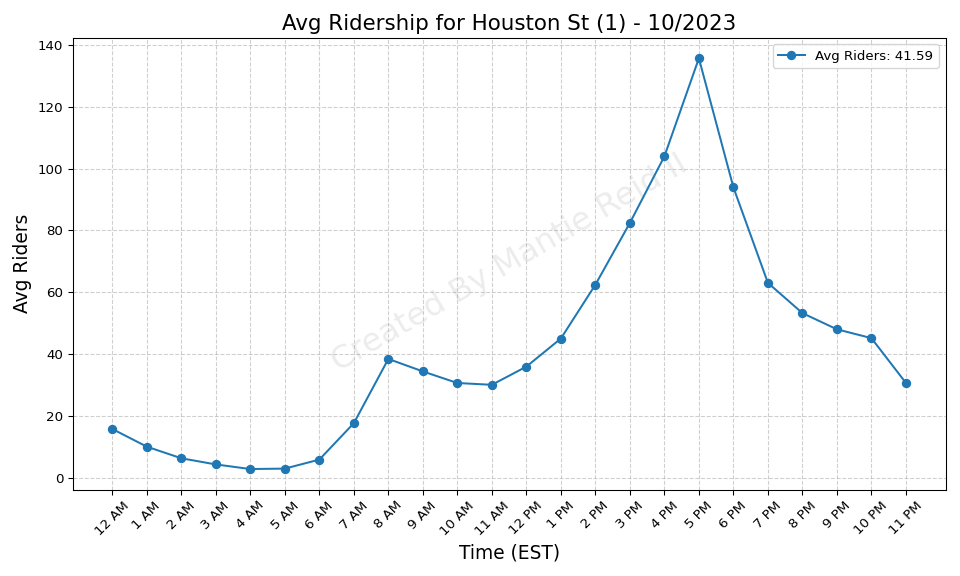 Avg Ridership for Houston St (1) - 10/2023
Avg Riders: 41.59
140
120
100
80
60
40
20
0
Avg Riders
Created By Mantle Reid II
12 AM
1 AM
2 AM
3 AM
4 AM
5 AM
6 AM
7 AM
8 AM
9 AM
10 AM
11 AM
12 PM
1 PM
2 PM
3 PM
4 PM
5 PM
6 PM
7 PM
8 PM
9 PM
10 PM
11 PM
Time (EST)